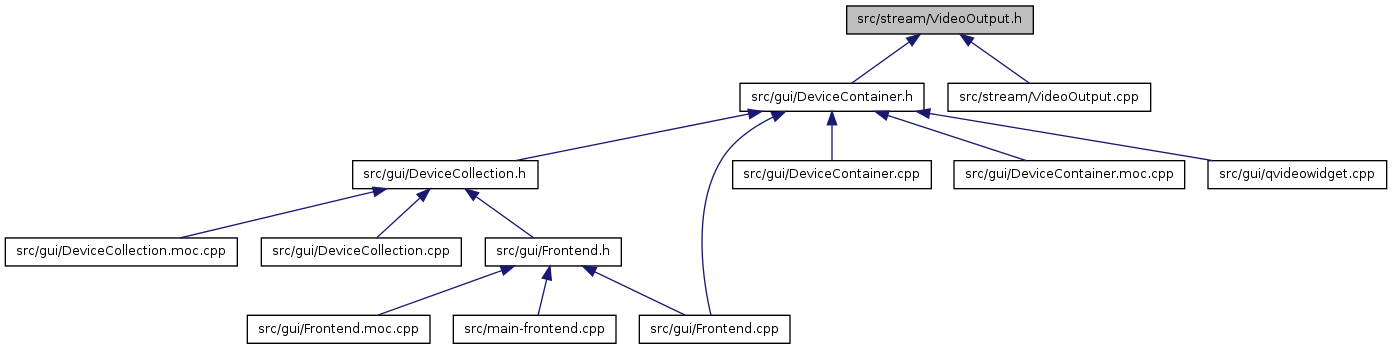 src/stream/VideoOutput.h
src/gui/DeviceContainer.h
src/stream/VideoOutput.cpp
src/gui/DeviceCollection.h
src/gui/DeviceContainer.cpp
src/gui/DeviceContainer.moc.cpp
src/gui/qvideowidget.cpp
src/gui/DeviceCollection.moc.cpp
src/gui/DeviceCollection.cpp
src/gui/Frontend.h
src/gui/Frontend.moc.cpp
src/main-frontend.cpp
src/gui/Frontend.cpp